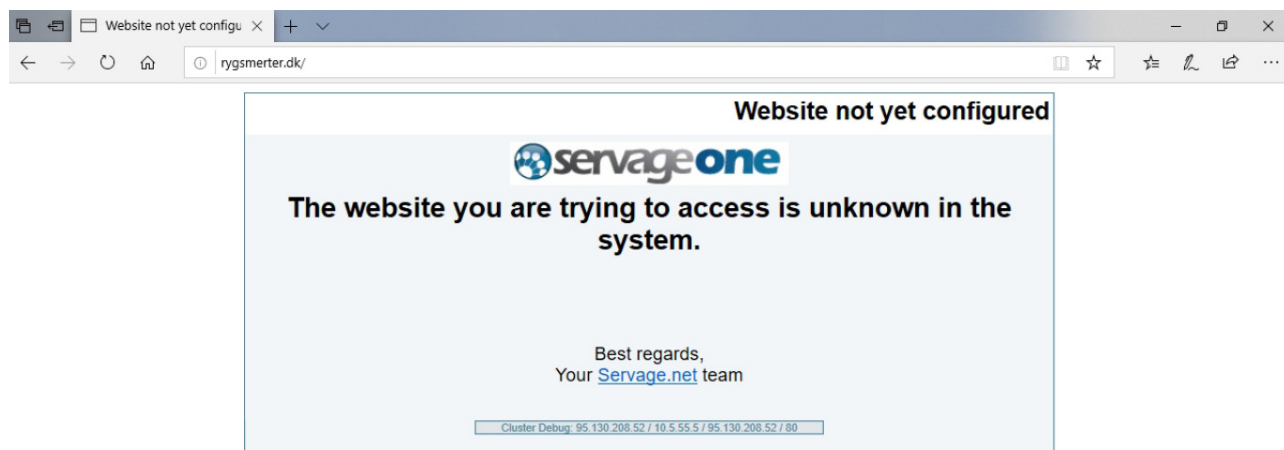 Website not yet configu
rygsmerter.dk/
Website not yet configured
servageone
The website you are trying to access is unknown in the
system.
Best regards,
Your Servage.net team
Cluster Debug: 95.130.208.52 / 10.5.55.5 / 95.130.208.52 / 80